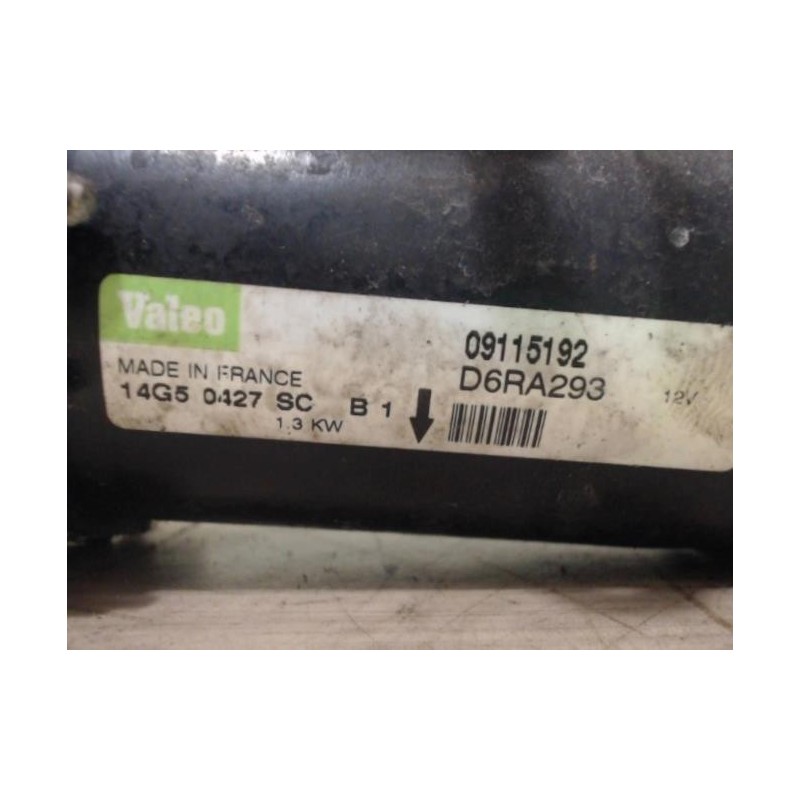 Valeo
09115192
MADE IN FRANCE
D6RA293
12V
14G5 0427 SC B 1
1.3 KW